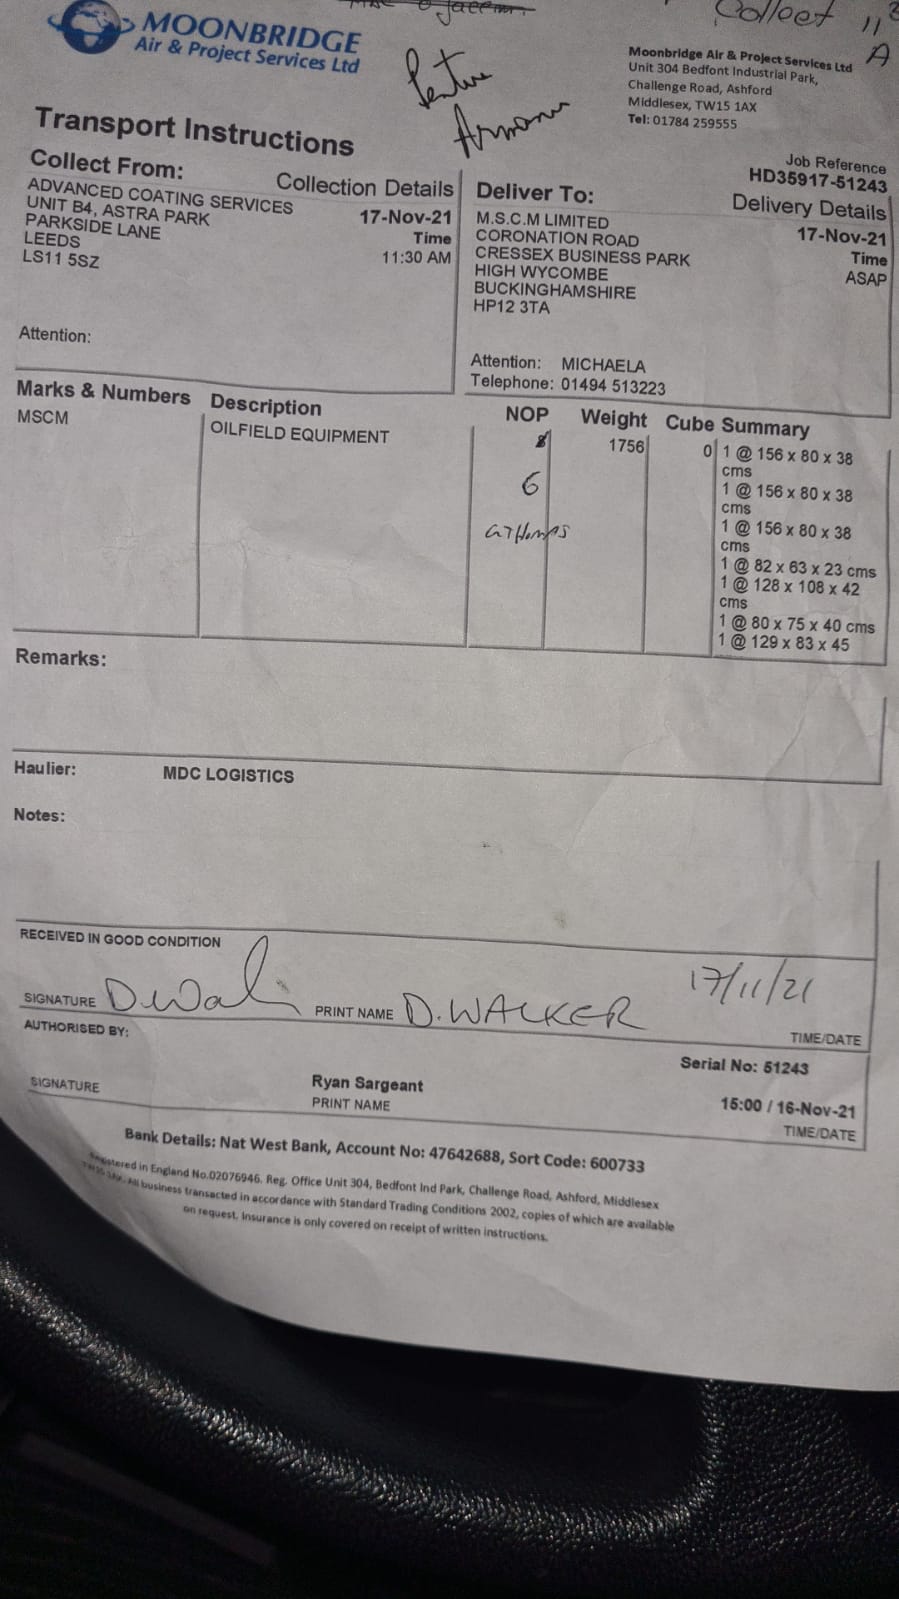 Collect 11
A
MOONBRIDGE
Air & Project Services Ltd
Moonbridge Air & Project Services Ltd
Unit 304 Bedfont Industrial Park,
Challenge Road, Ashford
Middlesex, TW15 1AX
Tel: 01784 259555
Transport Instructions
Job Reference
HD35917-51243
Collect From:
Collection Details
ADVANCED COATING SERVICES
UNIT B4, ASTRA PARK
PARKSIDE LANE
LEEDS
LS11 5SZ
17-Nov-21
Time
11:30 AM
Attention:
Deliver To:
Delivery Details
M.S.C.M LIMITED
CORONATION ROAD
CRESSEX BUSINESS PARK
HIGH WYCOMBE
BUCKINGHAMSHIRE
HP12 3TA
17-Nov-21
Time
ASAP
Attention: MICHAELA
Telephone: 01494 513223
Marks & Numbers Description NOP Weight Cube Summary
MSCM OILFIELD EQUIPMENT 8 1756 0 1 @ 156 x 80 x 38
cms
6 1 @ 156 x 80 x 38
cms
1 @ 156 x 80 x 38
cms
1 @ 82 x 63 x 23 cms
1 @ 128 x 108 x 42
cms
1 @ 80 x 75 x 40 cms
1 @ 129 x 83 x 45
Remarks:
Haulier: MDC LOGISTICS
Notes:
RECEIVED IN GOOD CONDITION
SIGNATURE D.Wal PRINT NAME D. WALKER 17/11/21
TIME/DATE
AUTHORISED BY:
Serial No: 51243
SIGNATURE Ryan Sargeant 15:00 / 16-Nov-21
PRINT NAME TIME/DATE
Bank Details: Nat West Bank, Account No: 47642688, Sort Code: 600733
Registered in England No.02076946. Reg. Office Unit 304, Bedfont Ind Park, Challenge Road, Ashford, Middlesex
All business transacted in accordance with Standard Trading Conditions 2002, copies of which are available
on request. Insurance is only covered on receipt of written instructions.